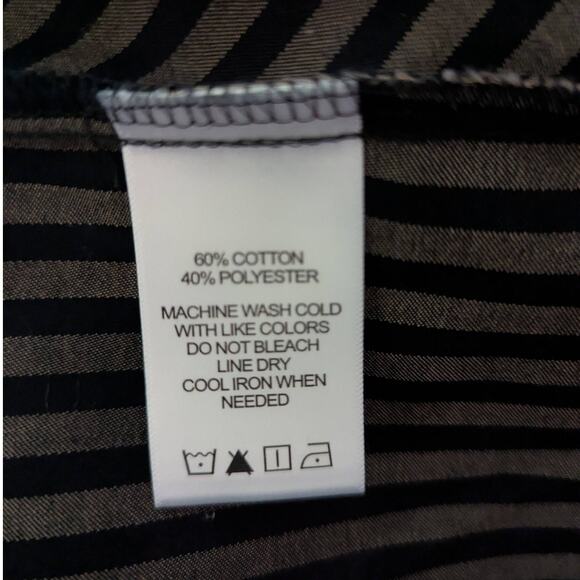 60% COTTON
40% POLYESTER
MACHINE WASH COLD
WITH LIKE COLORS
DO NOT BLEACH
LINE DRY
COOL IRON WHEN
NEEDED